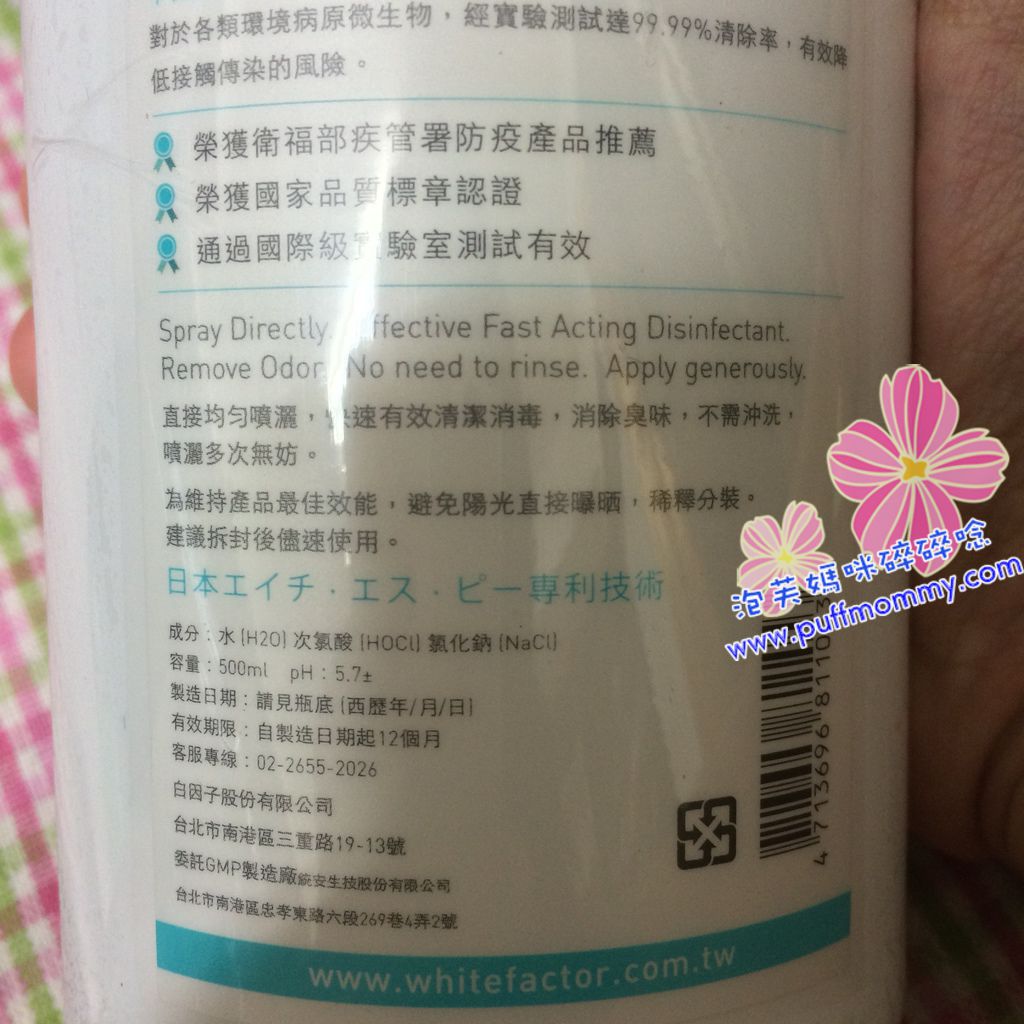 對於各類環境病原微生物，經實驗測試達99.99%清除率，有效降
低接觸傳染的風險。
榮獲衛福部疾管署防疫產品推薦
榮獲國家品質標章認證
通過國際級實驗室測試有效
Spray Directly. Effective Fast Acting Disinfectant.
Remove Odor. No need to rinse. Apply generously.
直接均勻噴灑，快速有效清潔消毒，消除臭味，不需沖洗，
噴灑多次無妨。
為維持產品最佳效能，避免陽光直接曝晒，稀釋分裝。
建議拆封後儘速使用。
日本エイチ・エス・ピー専利技術
成分：水 (H2O) 次氯酸 (HOCl) 氯化鈉 (NaCl)
容量：500ml pH：5.7±
製造日期：請見瓶底 (西歷年/月/日)
有效期限：自製造日期起12個月
客服專線：02-2655-2026
白因子股份有限公司
台北市南港區三重路19-13號
委託GMP製造廠統安生技股份有限公司
台北市南港區忠孝東路六段269巷4弄2號
www.whitefactor.com.tw
泡芙媽咪碎碎唸
www.puffmommy.com